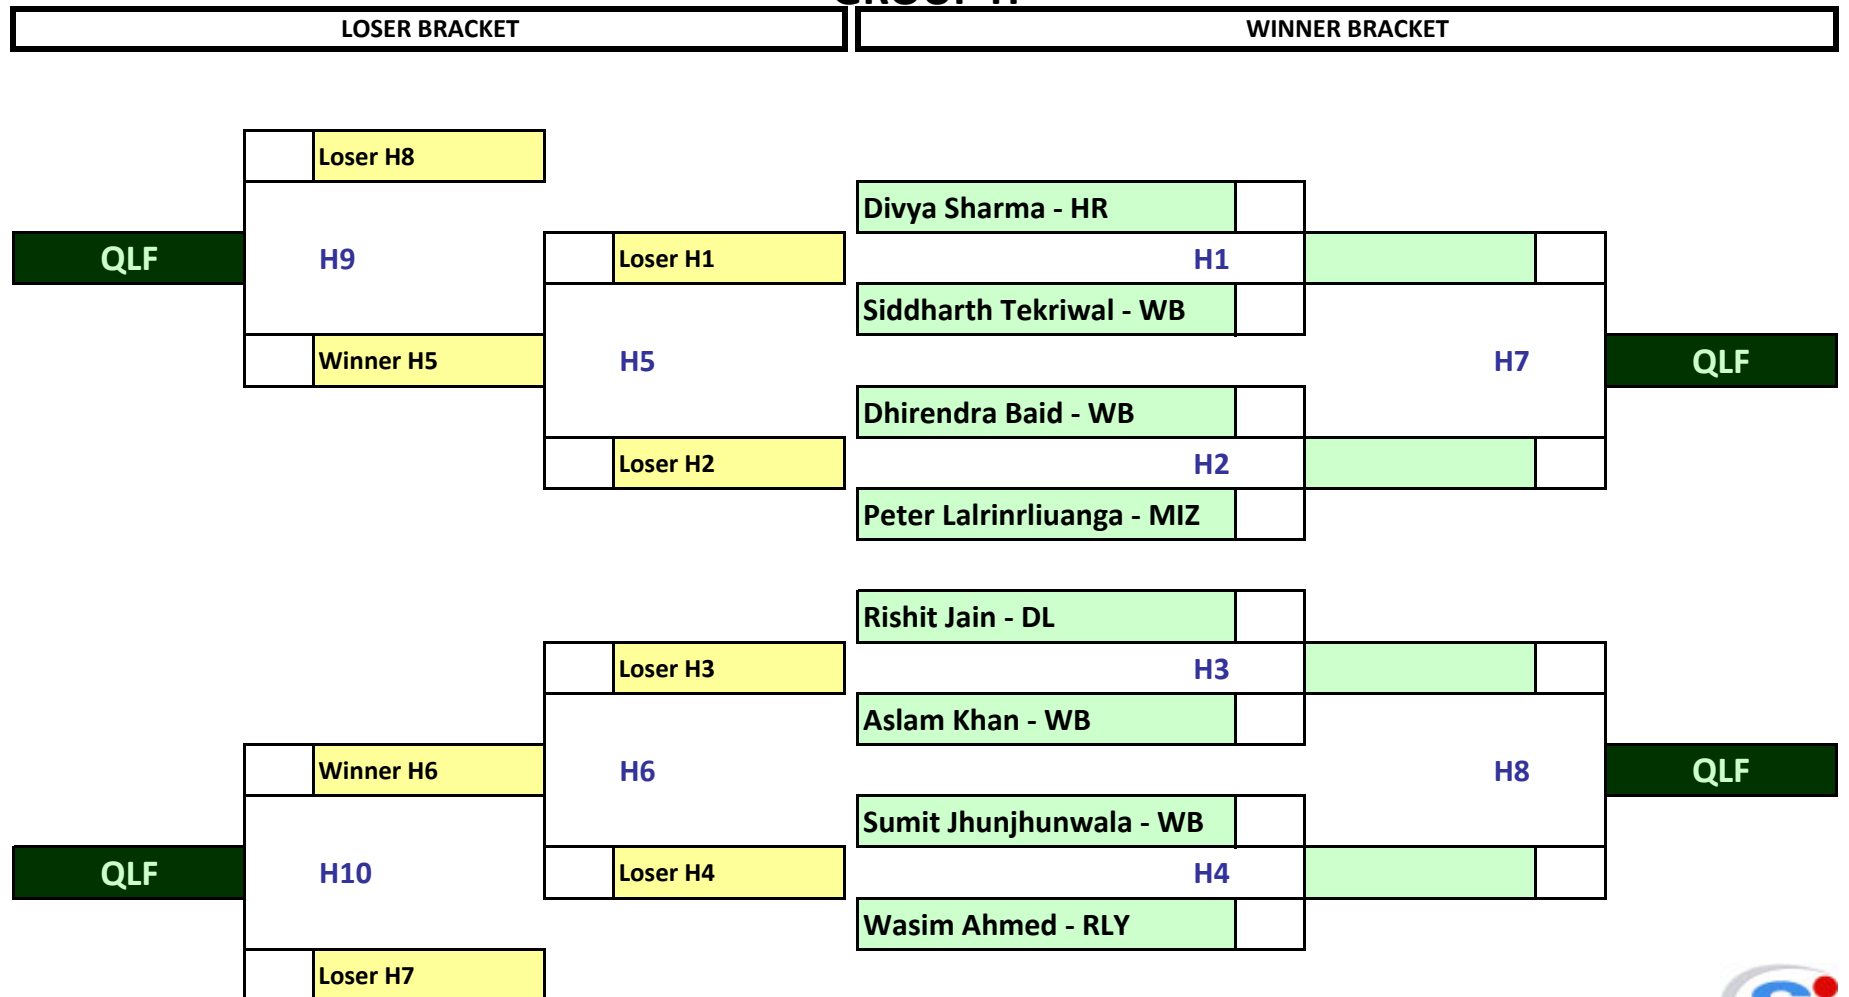 GROUP H
LOSER BRACKET
WINNER BRACKET
Loser H8
Divya Sharma - HR
QLF
H9
Loser H1
H1
Siddharth Tekriwal - WB
Winner H5
H5
H7
QLF
Dhirendra Baid - WB
Loser H2
H2
Peter Lalrinrliuanga - MIZ
Rishit Jain - DL
Loser H3
H3
Aslam Khan - WB
Winner H6
H6
H8
QLF
Sumit Jhunjhunwala - WB
QLF
H10
Loser H4
H4
Wasim Ahmed - RLY
Loser H7